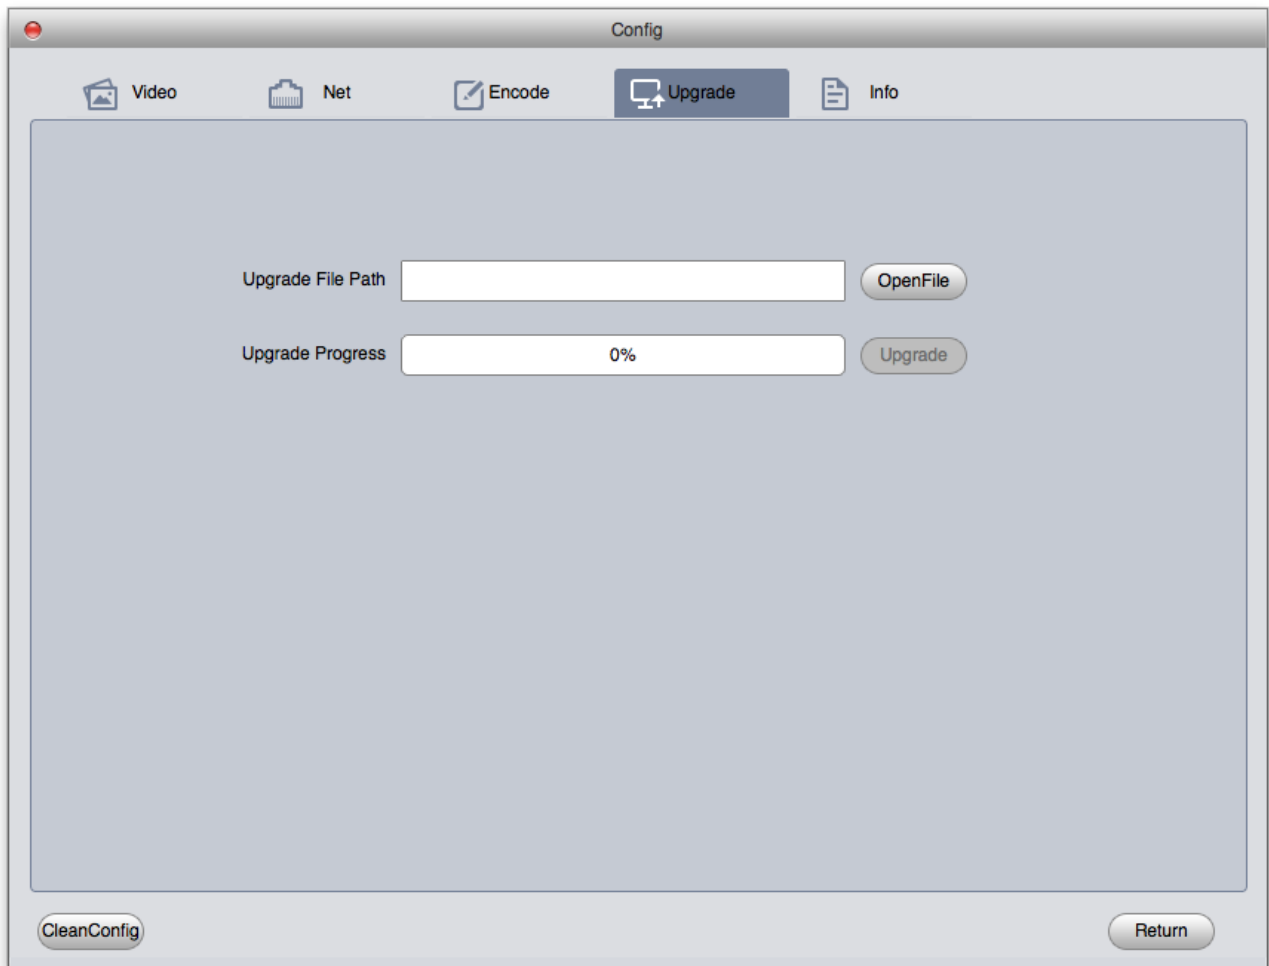 Config
Video Net Encode Upgrade Info
Upgrade File Path OpenFile
Upgrade Progress 0% Upgrade
CleanConfig Return